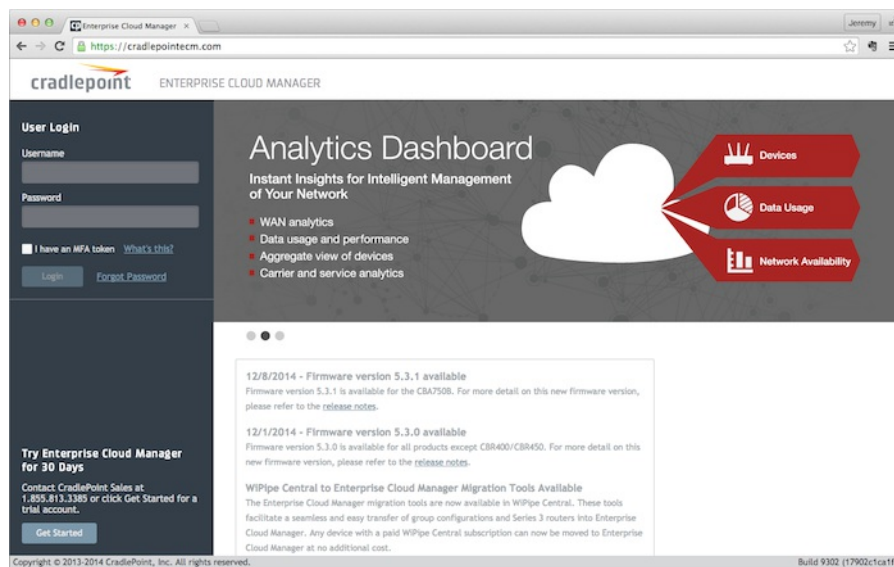 Enterprise Cloud Manager
Jeremy
https://cradlepointecm.com
cradlepoint
ENTERPRISE CLOUD MANAGER
User Login
Username
Password
I have an MFA token What's this?
Login Forgot Password
Try Enterprise Cloud Manager
for 30 Days
Contact CradlePoint Sales at
1.855.813.3385 or click Get Started for a
trial account.
Get Started
Analytics Dashboard
Instant Insights for Intelligent Management
of Your Network
WAN analytics
Data usage and performance
Aggregate view of devices
Carrier and service analytics
Devices
Data Usage
Network Availability
12/8/2014 - Firmware version 5.3.1 available
Firmware version 5.3.1 is available for the CBA750B. For more detail on this new firmware version,
please refer to the release notes.
12/1/2014 - Firmware version 5.3.0 available
Firmware version 5.3.0 is available for all products except CBR400/CBR450. For more detail on this
new firmware version, please refer to the release notes.
WiPipe Central to Enterprise Cloud Manager Migration Tools Available
The Enterprise Cloud Manager migration tools are now available in WiPipe Central. These tools
facilitate a seamless and easy transfer of group configurations and Series 3 routers into Enterprise
Cloud Manager. Any device with a paid WiPipe Central subscription can now be moved to Enterprise
Cloud Manager at no additional cost.
Copyright © 2013-2014 CradlePoint, Inc. All rights reserved.
Build 9302